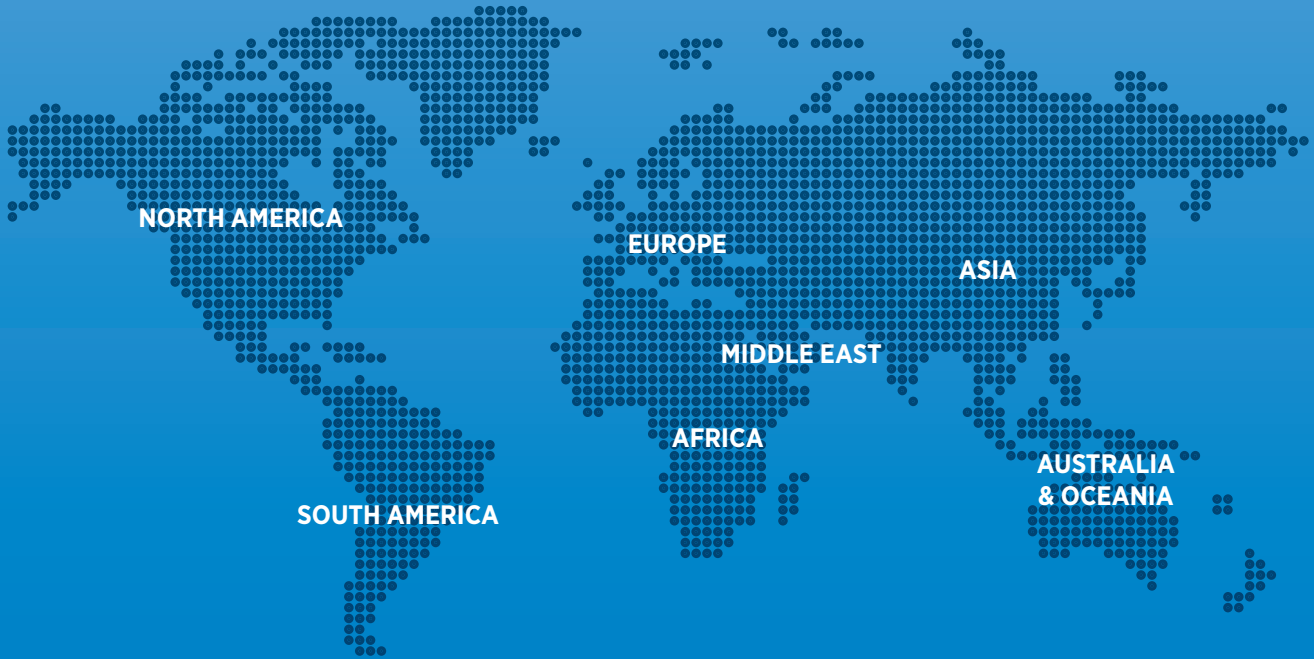 NORTH AMERICA
EUROPE
ASIA
MIDDLE EAST
AFRICA
AUSTRALIA
& OCEANIA
SOUTH AMERICA